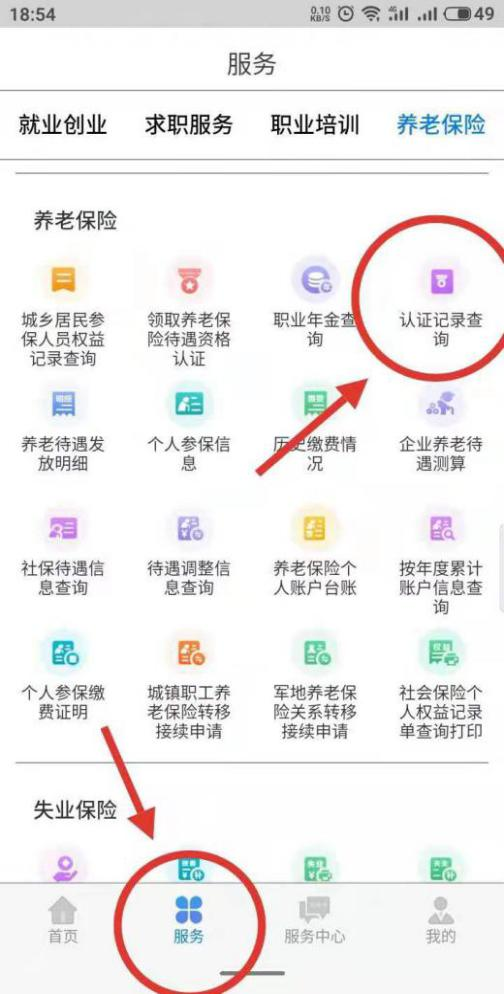 18:54
0.10
KB/S
4G
49
服务
就业创业 求职服务 职业培训 养老保险
养老保险
城乡居民参
保人员权益
记录查询
领取养老保
险待遇资格
认证
职业年金查
询
认证记录查
询
养老待遇发
放明细
个人参保信
息
历史缴费情
况
企业养老待
遇测算
社保待遇信
息查询
待遇调整信
息查询
养老保险个
人账户台账
按年度累计
账户信息查
询
个人参保缴
费证明
城镇职工养
老保险转移
接续申请
军地养老保
险关系转移
接续申请
社会保险个
人权益记录
单查询打印
失业保险
首页
服务
服务中心
我的